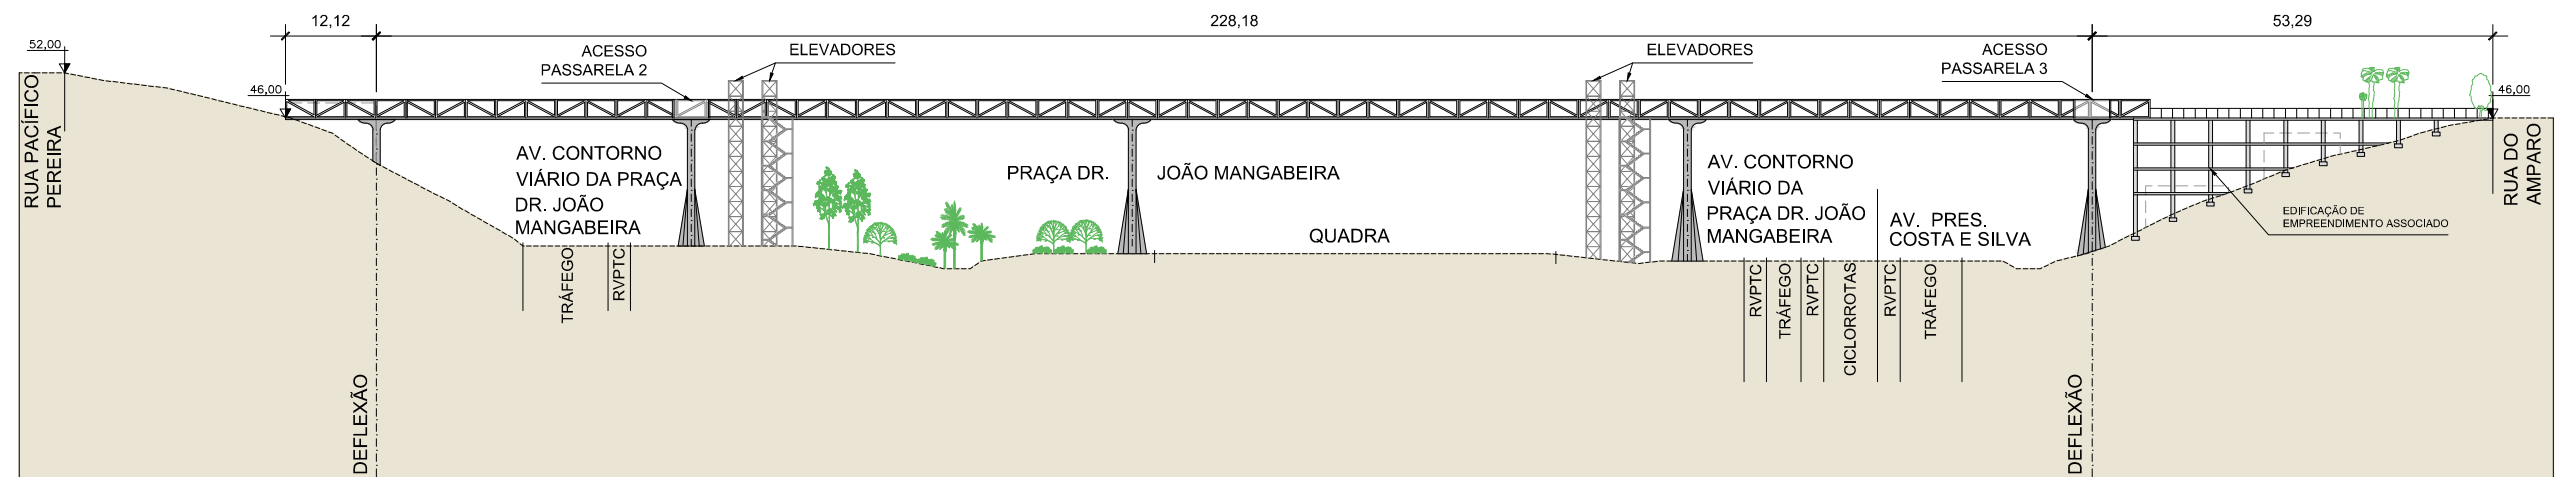 12,12
228,18
53,29
52,00
ACESSO
PASSARELA 2
ELEVADORES
ELEVADORES
ACESSO
PASSARELA 3
46,00
46,00
RUA PACÍFICO
PEREIRA
AV. CONTORNO
VIÁRIO DA PRAÇA
DR. JOÃO
MANGABEIRA
PRAÇA DR.
JOÃO MANGABEIRA
QUADRA
AV. CONTORNO
VIÁRIO DA
PRAÇA DR. JOÃO
MANGABEIRA
AV. PRES.
COSTA E SILVA
EDIFICAÇÃO DE
EMPREENDIMENTO ASSOCIADO
RUA DO
AMPARO
TRÁFEGO
RVPTC
RVPTC
TRÁFEGO
RVPTC
CICLORROTAS
RVPTC
TRÁFEGO
DEFLEXÃO
DEFLEXÃO